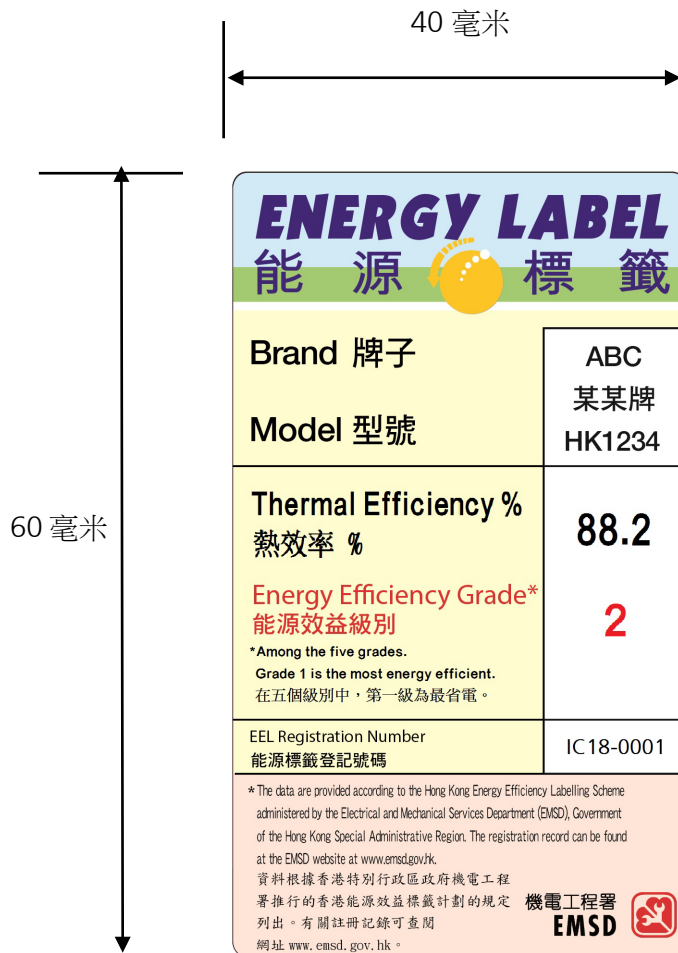 40 毫米
60 毫米
ENERGY LABEL
能 源 標 籤
Brand 牌子
Model 型號
ABC
某某牌
HK1234
Thermal Efficiency %
熱效率 %
88.2
Energy Efficiency Grade*
能源效益級別
2
*Among the five grades.
Grade 1 is the most energy efficient.
在五個級別中，第一級為最省電。
EEL Registration Number
能源標籤登記號碼
IC18-0001
* The data are provided according to the Hong Kong Energy Efficiency Labelling Scheme
administered by the Electrical and Mechanical Services Department (EMSD), Government
of the Hong Kong Special Administrative Region. The registration record can be found
at the EMSD website at www.emsd.gov.hk.
資料根據香港特別行政區政府機電工程
署推行的香港能源效益標籤計劃的規定
列出。有關註冊記錄可查閱
網址 www.emsd.gov.hk。
機電工程署
EMSD